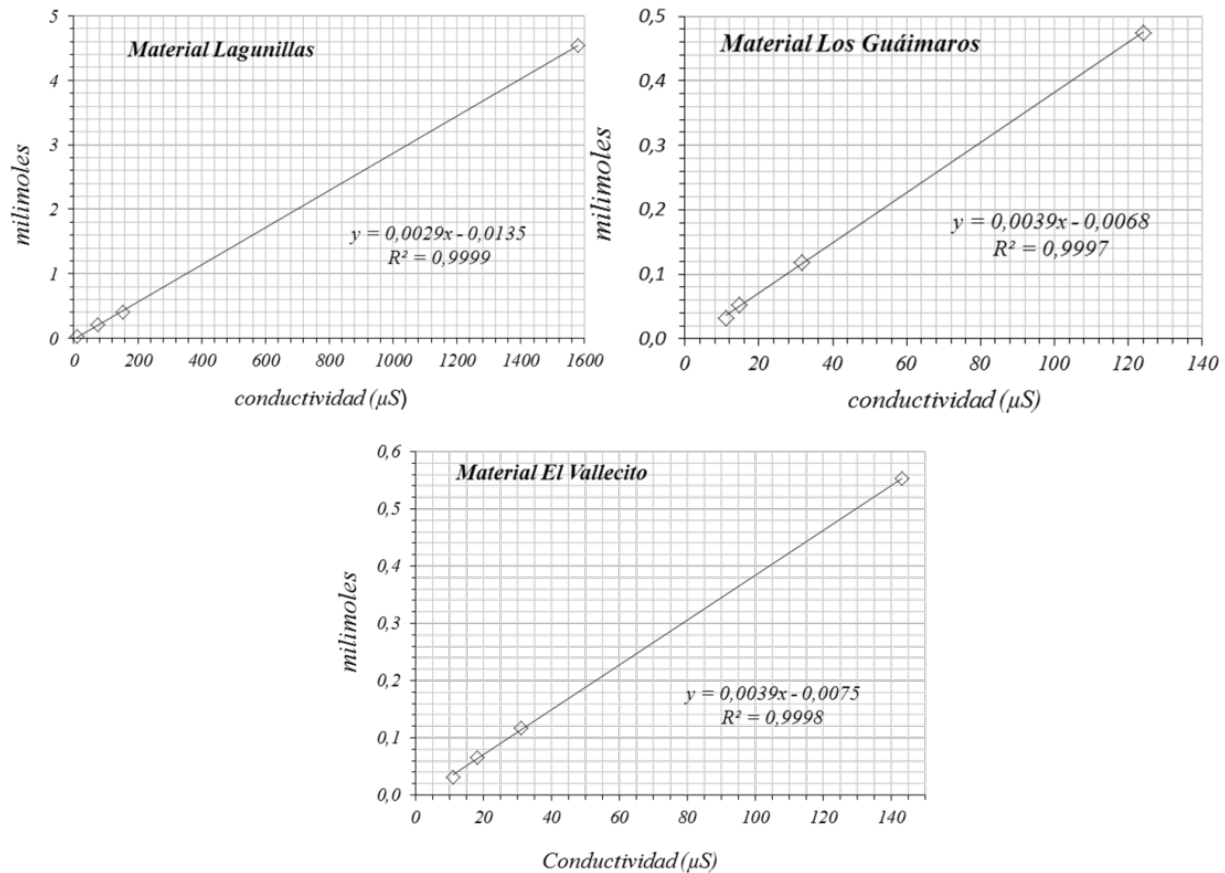 Material Lagunillas
milimoles
5
4
3
2
1
0
y = 0,0029x - 0,0135
R² = 0,9999
0 200 400 600 800 1000 1200 1400 1600
conductividad (µS)
Material Los Guáimaros
milimoles
0,5
0,4
0,3
0,2
0,1
0,0
y = 0,0039x - 0,0068
R² = 0,9997
0 20 40 60 80 100 120 140
conductividad (µS)
Material El Vallecito
milimoles
0,6
0,5
0,4
0,3
0,2
0,1
0,0
y = 0,0039x - 0,0075
R² = 0,9998
0 20 40 60 80 100 120 140
Conductividad (µS)